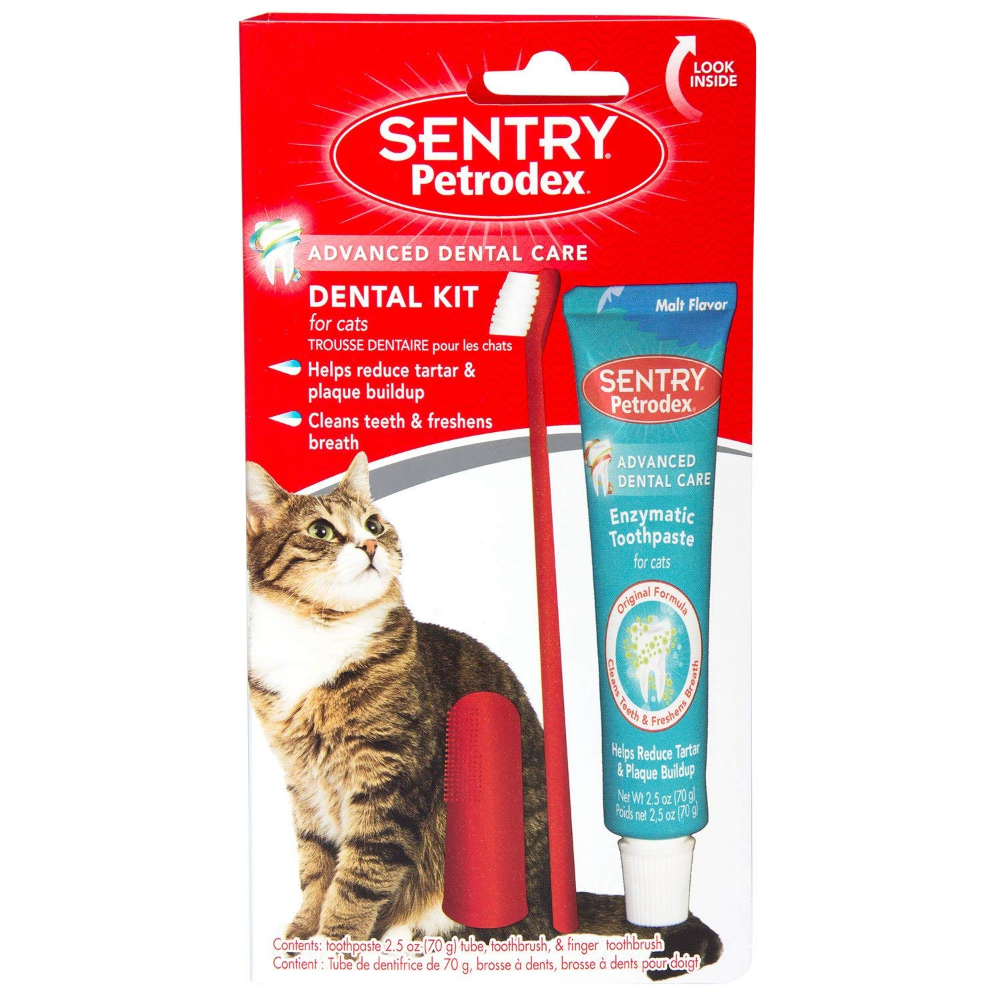 LOOK
INSIDE
SENTRY®
Petrodex®
ADVANCED DENTAL CARE
DENTAL KIT
for cats
TROUSSE DENTAIRE pour les chats
Helps reduce tartar &
plaque buildup
Cleans teeth & freshens
breath
Malt Flavor
SENTRY®
Petrodex®
ADVANCED
DENTAL CARE
Enzymatic
Toothpaste
for cats
Original Formula
Cleans Teeth & Freshens Breath
Helps Reduce Tartar
& Plaque Buildup
Net Wt 2.5 oz (70 g)
Poids net 2,5 oz (70 g)
Contents: toothpaste 2.5 oz (70 g) tube, toothbrush, & finger toothbrush
Contient : Tube de dentifrice de 70 g, brosse à dents, brosse à dents pour doigt